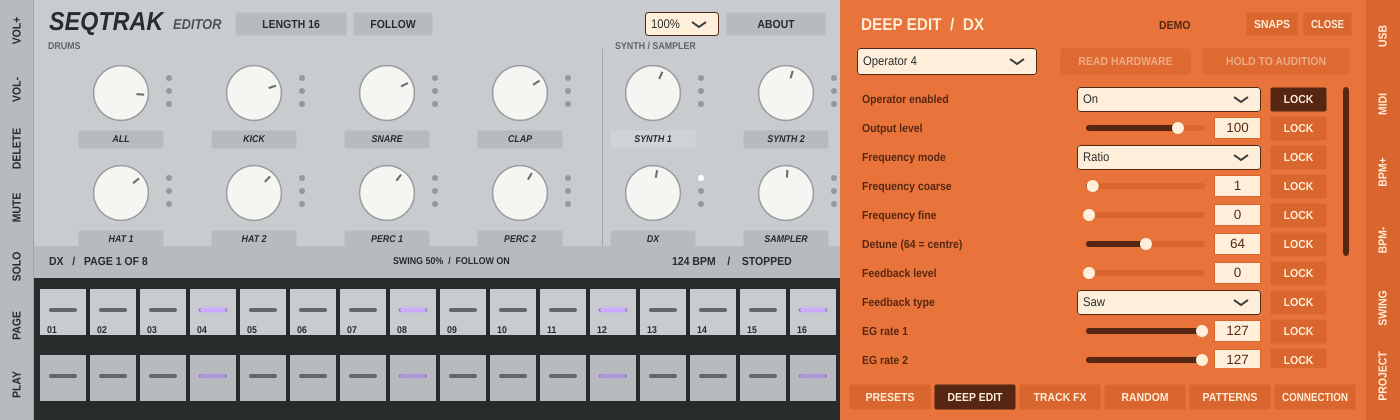 VOL+
VOL-
DELETE
MUTE
SOLO
PAGE
PLAY
SEQTRAK EDITOR LENGTH 16 FOLLOW 100% ABOUT
DRUMS SYNTH / SAMPLER
ALL KICK SNARE CLAP SYNTH 1 SYNTH 2
HAT 1 HAT 2 PERC 1 PERC 2 DX SAMPLER
DX / PAGE 1 OF 8 SWING 50% / FOLLOW ON 124 BPM / STOPPED
01 02 03 04 05 06 07 08 09 10 11 12 13 14 15 16
DEEP EDIT / DX DEMO SNAPS CLOSE
Operator 4 READ HARDWARE HOLD TO AUDITION
Operator enabled On LOCK
Output level 100 LOCK
Frequency mode Ratio LOCK
Frequency coarse 1 LOCK
Frequency fine 0 LOCK
Detune (64 = centre) 64 LOCK
Feedback level 0 LOCK
Feedback type Saw LOCK
EG rate 1 127 LOCK
EG rate 2 127 LOCK
PRESETS DEEP EDIT TRACK FX RANDOM PATTERNS CONNECTION
USB
MIDI
BPM+
BPM-
SWING
PROJECT